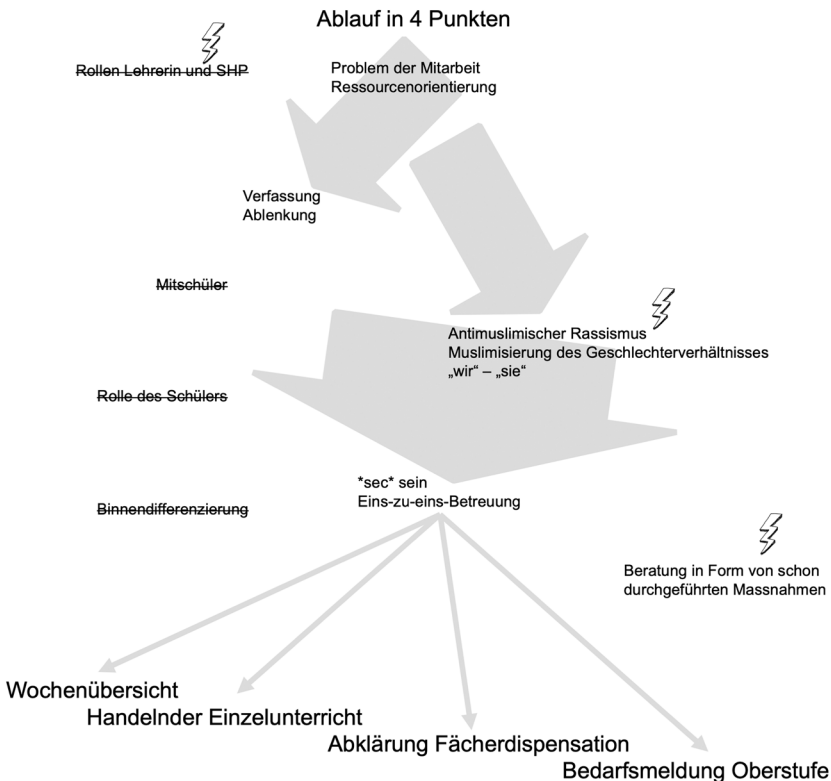 Ablauf in 4 Punkten
Rollen Lehrerin und SHP
Problem der Mitarbeit
Ressourcenorientierung
Verfassung
Ablenkung
Mitschüler
Antimuslimischer Rassismus
Muslimisierung des Geschlechterverhältnisses
„wir“ – „sie“
Rolle des Schülers
*sec* sein
Eins-zu-eins-Betreuung
Binnendifferenzierung
Beratung in Form von schon
durchgeführten Massnahmen
Wochenübersicht
Handelnder Einzelunterricht
Abklärung Fächerdispensation
Bedarfsmeldung Oberstufe